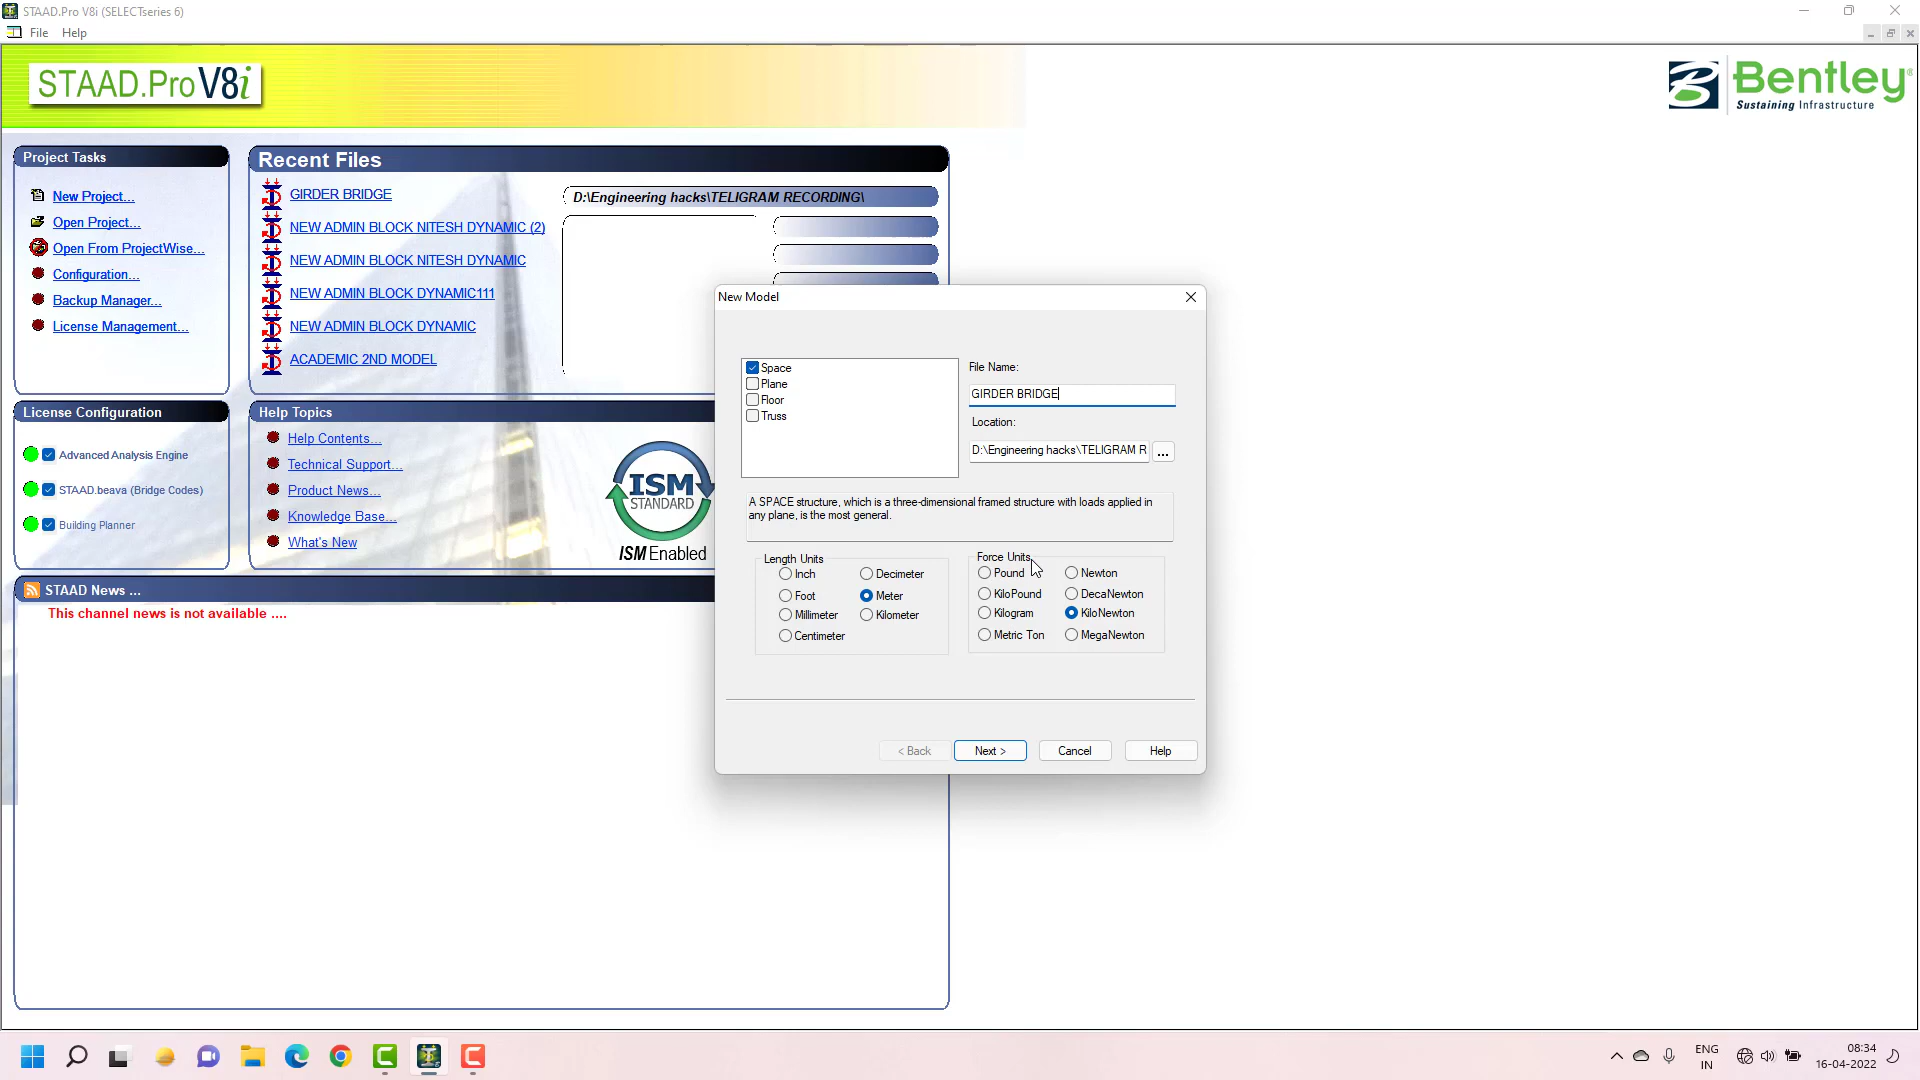 STAAD.Pro V8i (SELECTseries 6)
File Help
STAAD.Pro V8i
Bentley®
Sustaining Infrastructure
Project Tasks
New Project...
Open Project...
Open From ProjectWise...
Configuration...
Backup Manager...
License Management...
Recent Files
GIRDER BRIDGE
NEW ADMIN BLOCK NITESH DYNAMIC (2)
NEW ADMIN BLOCK NITESH DYNAMIC
NEW ADMIN BLOCK DYNAMIC111
NEW ADMIN BLOCK DYNAMIC
ACADEMIC 2ND MODEL
D:\Engineering hacks\TELIGRAM RECORDING\
License Configuration
Advanced Analysis Engine
STAAD.beava (Bridge Codes)
Building Planner
Help Topics
Help Contents...
Technical Support...
Product News...
Knowledge Base...
What's New
ISM
STANDARD
ISM Enabled
STAAD News ...
This channel news is not available ....
New Model
Space
Plane
Floor
Truss
File Name:
GIRDER BRIDGE
Location:
D:\Engineering hacks\TELIGRAM R
...
A SPACE structure, which is a three-dimensional framed structure with loads applied in
any plane, is the most general.
Length Units
Inch Decimeter
Foot Meter
Millimeter Kilometer
Centimeter
Force Units
Pound Newton
KiloPound DecaNewton
Kilogram KiloNewton
Metric Ton MegaNewton
< Back Next > Cancel Help
ENG
IN
08:34
16-04-2022